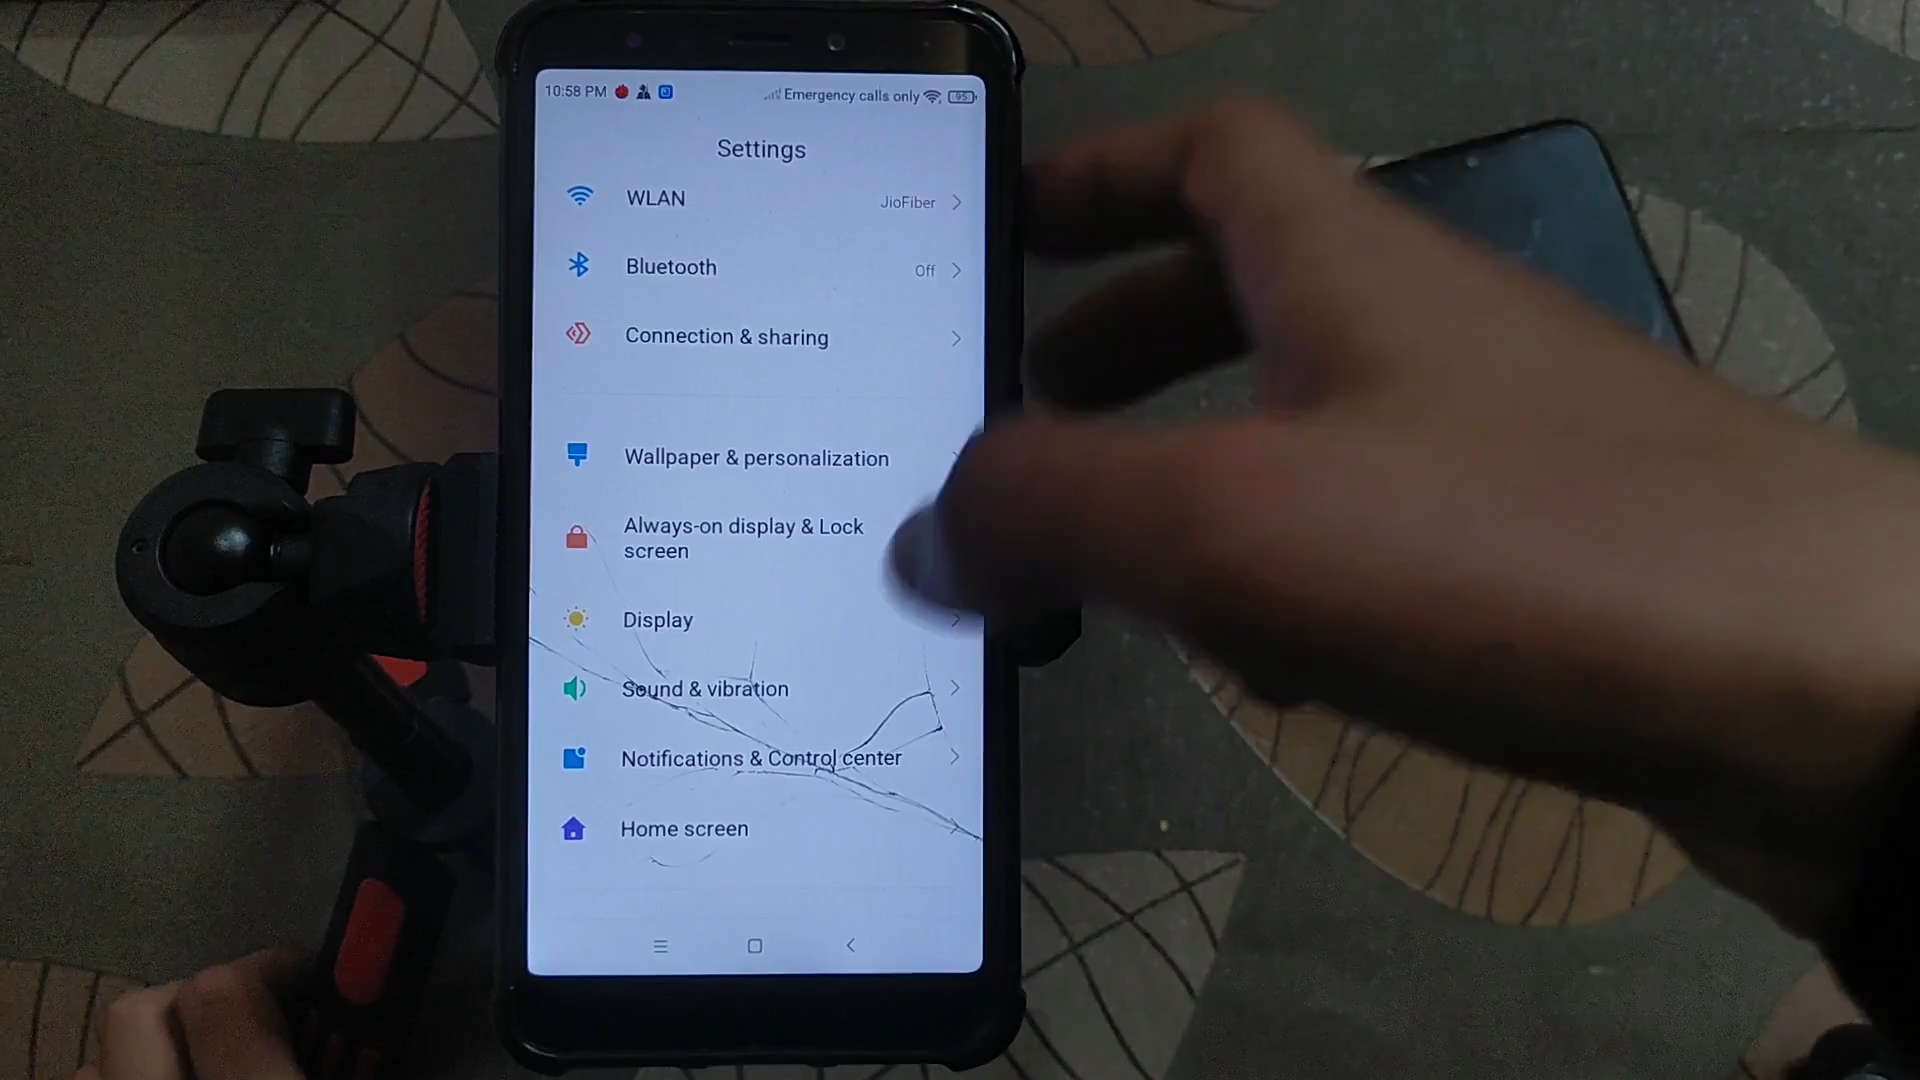 10:58 PM Emergency calls only 95
Settings
WLAN JioFiber
Bluetooth Off
Connection & sharing
Wallpaper & personalization
Always-on display & Lock
screen
Display
Sound & vibration
Notifications & Control center
Home screen